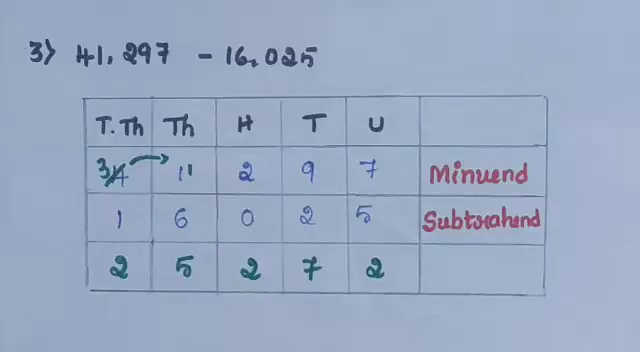 3) 41,297 - 16,025
T.Th Th H T U
3 4 11 2 9 7 Minuend
1 6 0 2 5 Subtrahend
2 5 2 7 2